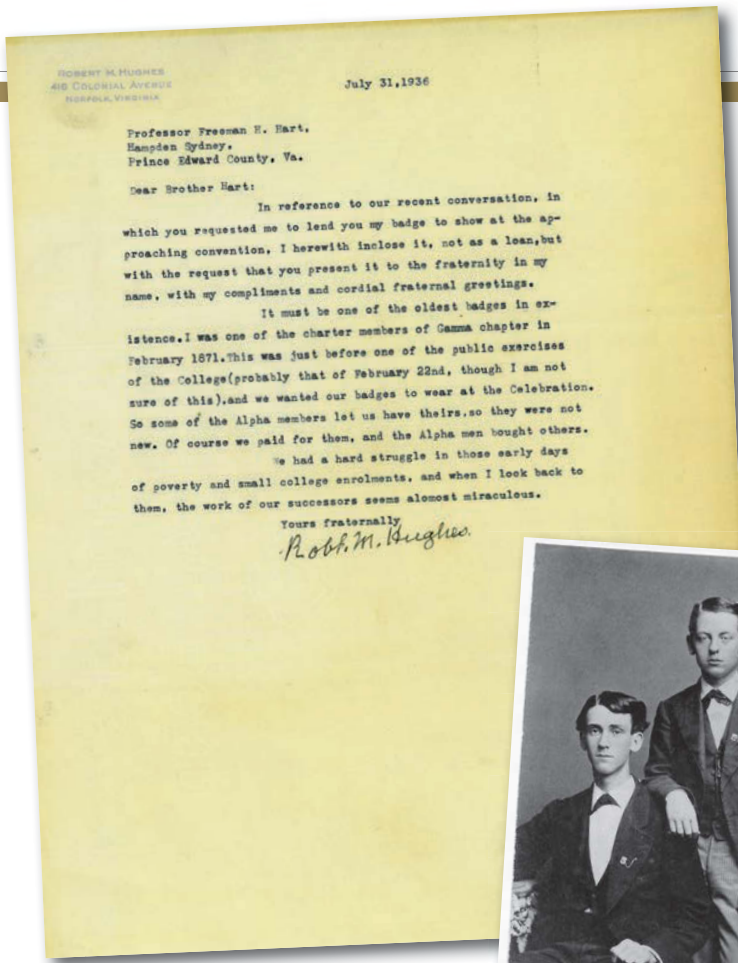 ROBERT M. HUGHES
418 COLONIAL AVENUE
NORFOLK, VIRGINIA
July 31,1936
Professor Freeman H. Hart,
Hampden Sydney,
Prince Edward County, Va.
Dear Brother Hart:
In reference to our recent conversation, in
which you requested me to lend you my badge to show at the ap-
proaching convention, I herewith inclose it, not as a loan,but
with the request that you present it to the fraternity in my
name, with my compliments and cordial fraternal greetings.
It must be one of the oldest badges in ex-
istence.I was one of the charter members of Gamma chapter in
February 1871.This was just before one of the public exercises
of the College(probably that of February 22nd, though I am not
sure of this),and we wanted our badges to wear at the Celebration.
So some of the Alpha members let us have theirs,so they were not
new. Of course we paid for them, and the Alpha men bought others.
We had a hard struggle in those early days
of poverty and small college enrolments, and when I look back to
them, the work of our successors seems alomost miraculous.
Yours fraternally
Robt. M. Hughes.